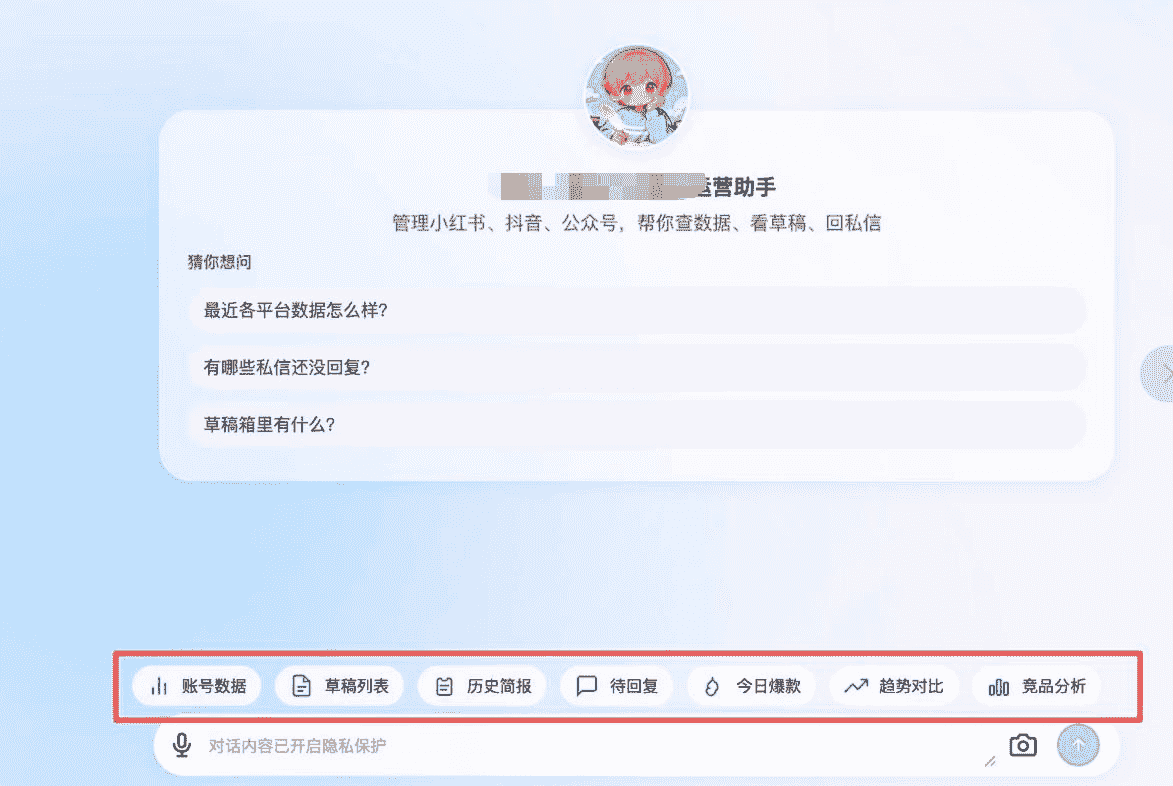 运营助手
管理小红书、抖音、公众号，帮你查数据、看草稿、回私信
猜你想问
最近各平台数据怎么样?
有哪些私信还没回复?
草稿箱里有什么?
账号数据 草稿列表 历史简报 待回复 今日爆款 趋势对比 竞品分析
对话内容已开启隐私保护